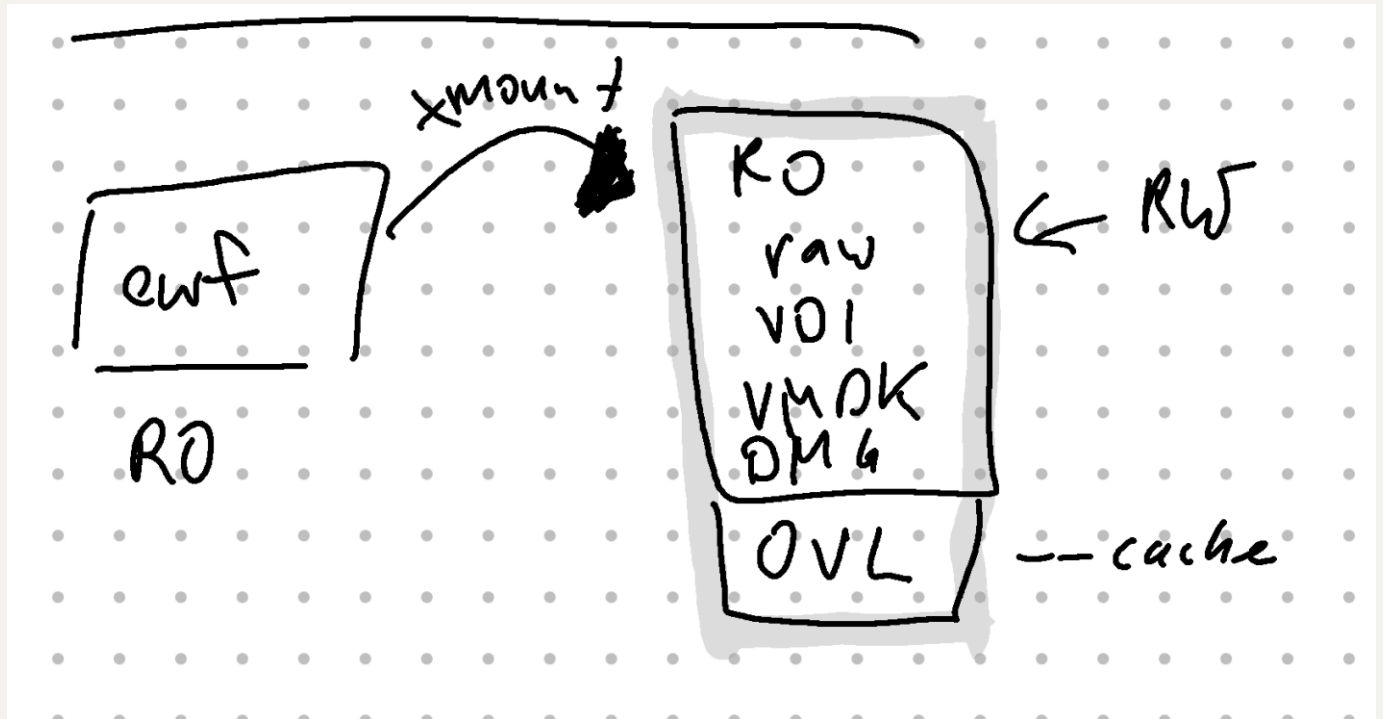 xmount
ewf
RO
RO
raw
VDI
VMDK
DMG
OVL
RW
--cache